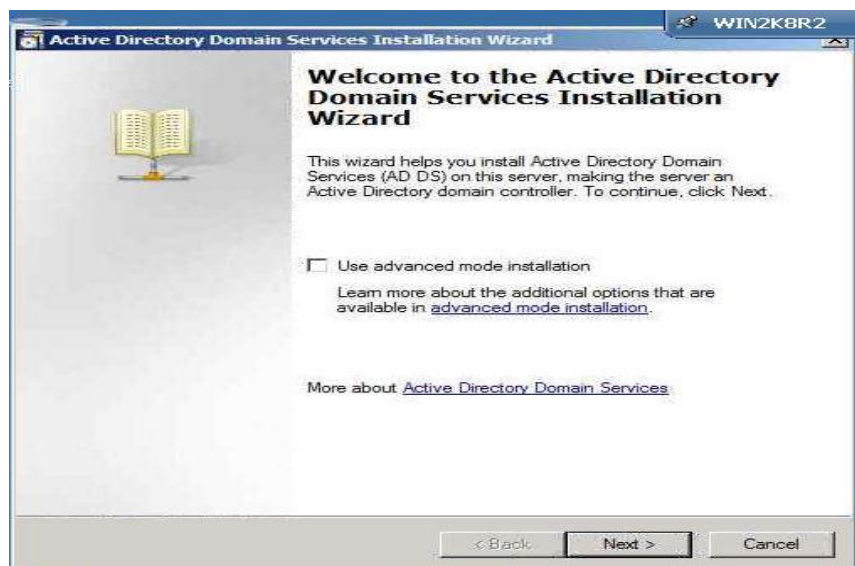 WIN2K8R2
Active Directory Domain Services Installation Wizard
Welcome to the Active Directory
Domain Services Installation
Wizard
This wizard helps you install Active Directory Domain
Services (AD DS) on this server, making the server an
Active Directory domain controller. To continue, click Next.
Use advanced mode installation
Learn more about the additional options that are
available in advanced mode installation.
More about Active Directory Domain Services
< Back Next > Cancel